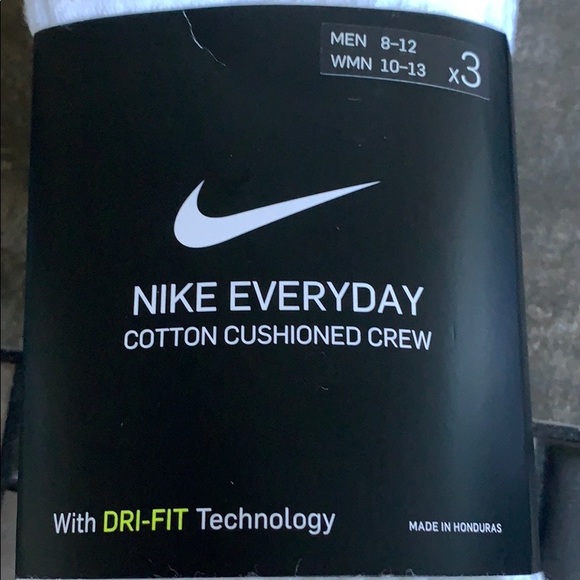 MEN 8-12
WMN 10-13
x3
NIKE EVERYDAY
COTTON CUSHIONED CREW
With DRI-FIT Technology
MADE IN HONDURAS